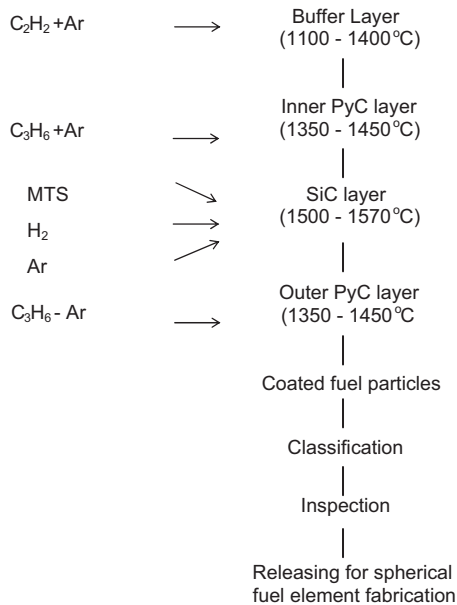 C₂H₂ +Ar
Buffer Layer
(1100 - 1400°C)
Inner PyC layer
C₃H₆ +Ar
(1350 - 1450°C)
MTS
SiC layer
(1500 - 1570°C)
H₂
Ar
Outer PyC layer
C₃H₆ - Ar
(1350 - 1450°C
Coated fuel particles
Classification
Inspection
Releasing for spherical
fuel element fabrication